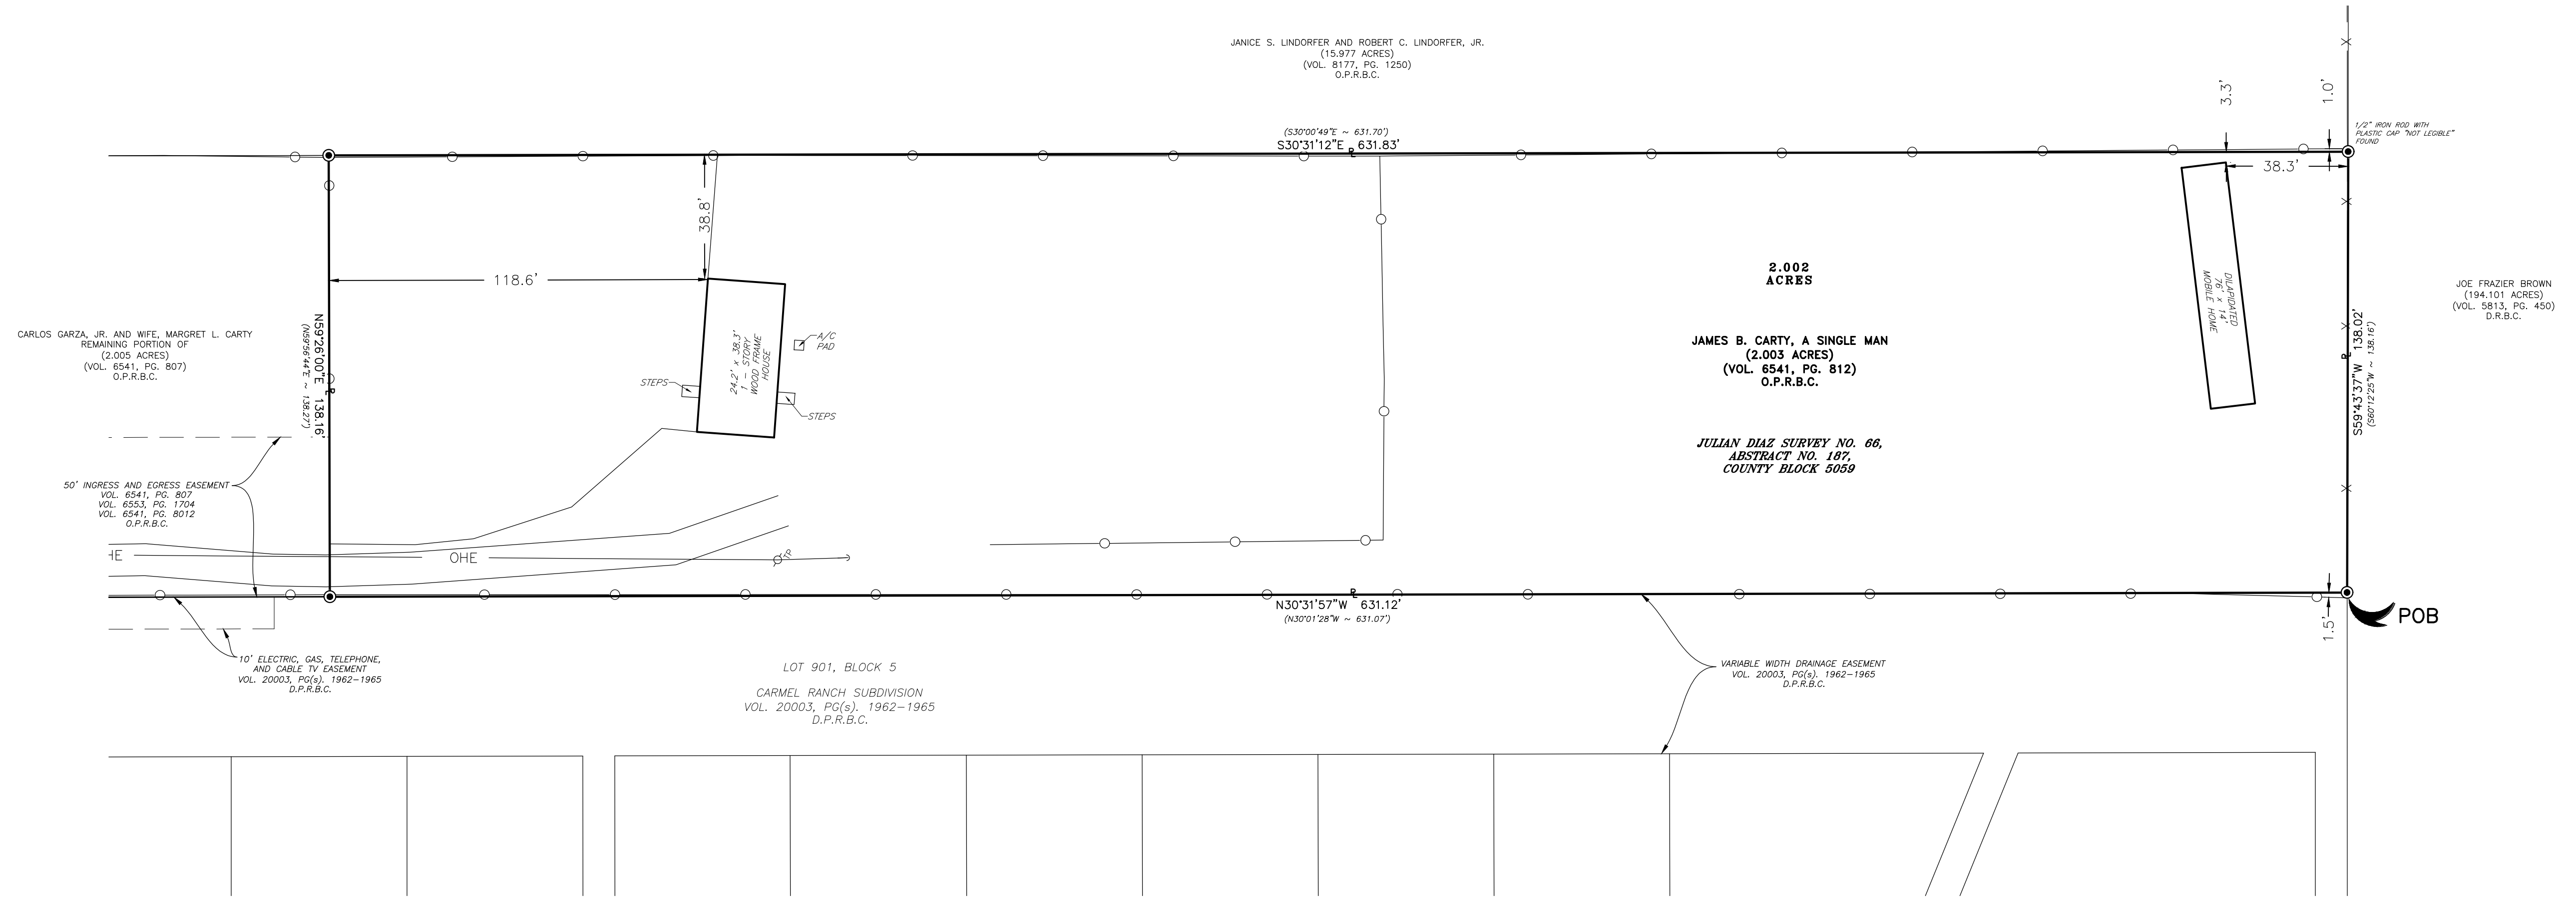 JANICE S. LINDORFER AND ROBERT C. LINDORFER, JR.
(15.977 ACRES)
(VOL. 8177, PG. 1250)
O.P.R.B.C.
3.3'
1.0'
1/2" IRON ROD WITH
PLASTIC CAP "NOT LEGIBLE"
FOUND
(S30°00'49"E ~ 631.70')
S30°31'12"E 631.83'
PL
38.3'
38.8'
118.6'
2.002
ACRES
DILAPIDATED
76' x 14'
MOBILE HOME
JOE FRAZIER BROWN
(194.101 ACRES)
(VOL. 5813, PG. 450)
D.R.B.C.
CARLOS GARZA, JR. AND WIFE, MARGRET L. CARTY
REMAINING PORTION OF
(2.005 ACRES)
(VOL. 6541, PG. 807)
O.P.R.B.C.
N59°26'00"E 138.16'
(N59°56'44"E ~ 138.27')
PL
24.2' x 38.3'
1 - STORY
WOOD FRAME
HOUSE
A/C
PAD
STEPS
STEPS
JAMES B. CARTY, A SINGLE MAN
(2.003 ACRES)
(VOL. 6541, PG. 812)
O.P.R.B.C.
S59°43'37"W 138.02'
(S60°12'25"W ~ 138.16')
PL
JULIAN DIAZ SURVEY NO. 66,
ABSTRACT NO. 187,
COUNTY BLOCK 5059
50' INGRESS AND EGRESS EASEMENT
VOL. 6541, PG. 807
VOL. 6553, PG. 1704
VOL. 6541, PG. 8012
O.P.R.B.C.
HE
OHE
TP
PL
N30°31'57"W 631.12'
(N30°01'28"W ~ 631.07')
1.5'
POB
10' ELECTRIC, GAS, TELEPHONE,
AND CABLE TV EASEMENT
VOL. 20003, PG(s). 1962-1965
D.P.R.B.C.
LOT 901, BLOCK 5
CARMEL RANCH SUBDIVISION
VOL. 20003, PG(s). 1962-1965
D.P.R.B.C.
VARIABLE WIDTH DRAINAGE EASEMENT
VOL. 20003, PG(s). 1962-1965
D.P.R.B.C.